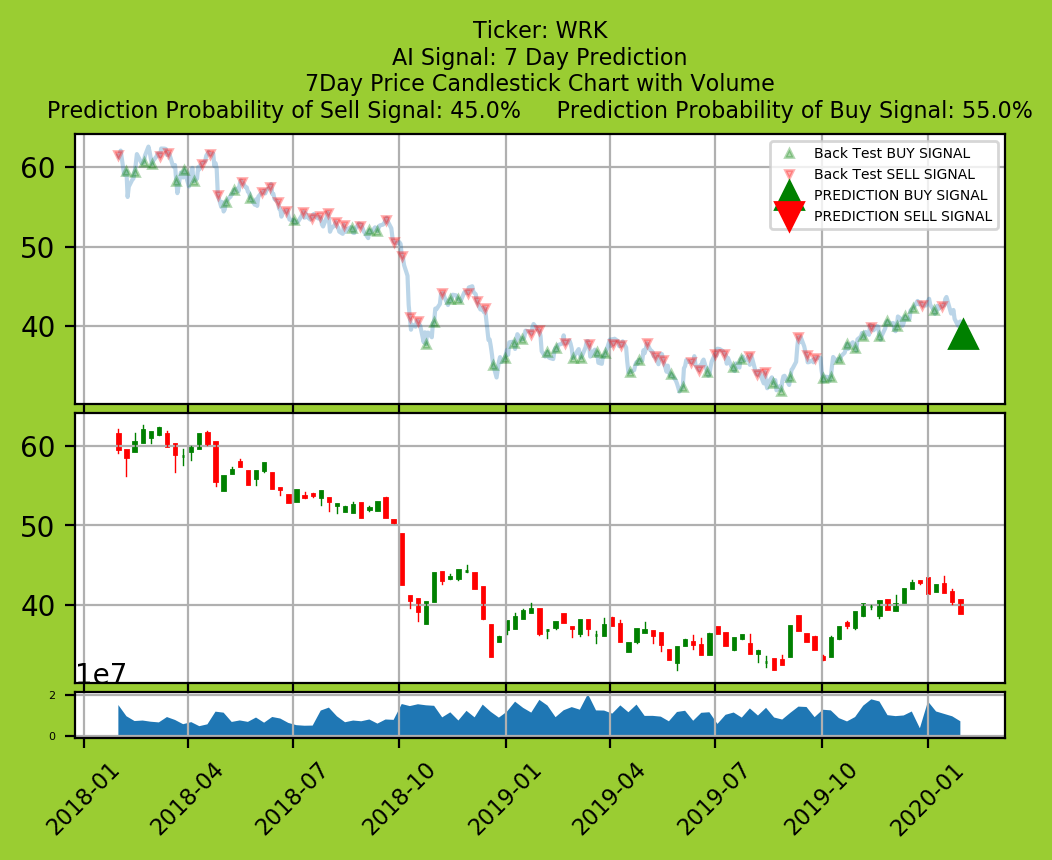 Ticker: WRK
AI Signal: 7 Day Prediction
7Day Price Candlestick Chart with Volume
Prediction Probability of Sell Signal: 45.0% Prediction Probability of Buy Signal: 55.0%
Back Test BUY SIGNAL
Back Test SELL SIGNAL
PREDICTION BUY SIGNAL
PREDICTION SELL SIGNAL
60
50
40
60
50
40
1e7
2
0
2018-01
2018-04
2018-07
2018-10
2019-01
2019-04
2019-07
2019-10
2020-01